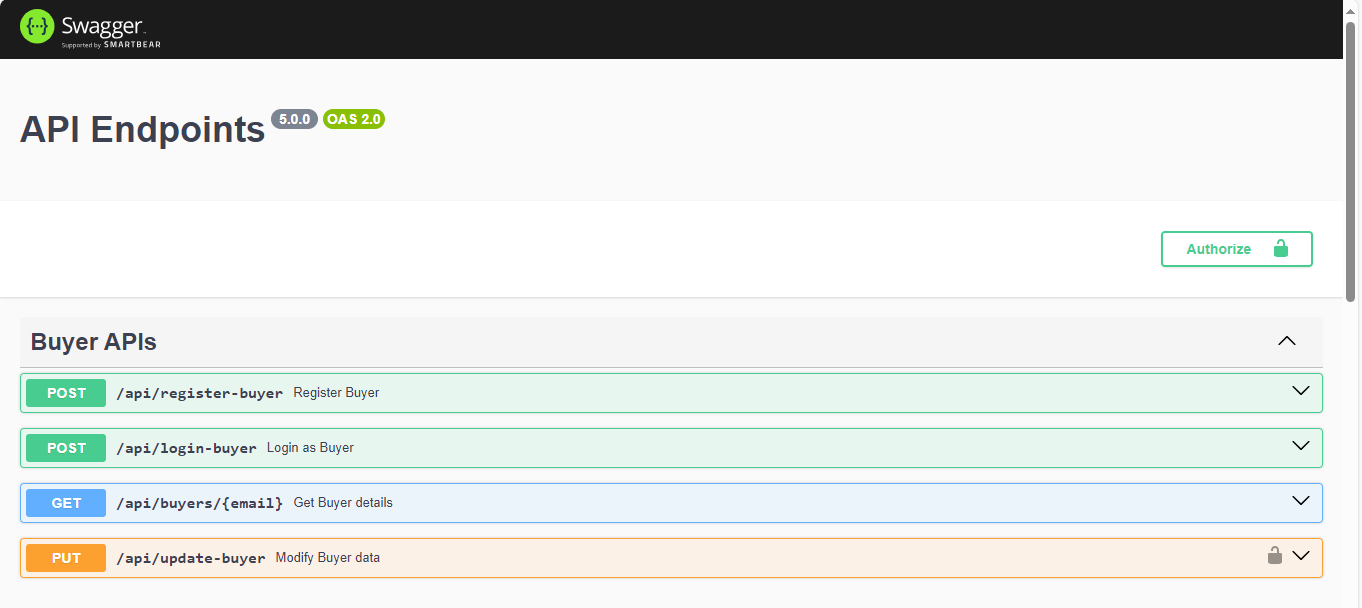 Swagger
Supported by SMARTBEAR
API Endpoints 5.0.0 OAS 2.0
Authorize
Buyer APIs
POST /api/register-buyer Register Buyer
POST /api/login-buyer Login as Buyer
GET /api/buyers/{email} Get Buyer details
PUT /api/update-buyer Modify Buyer data